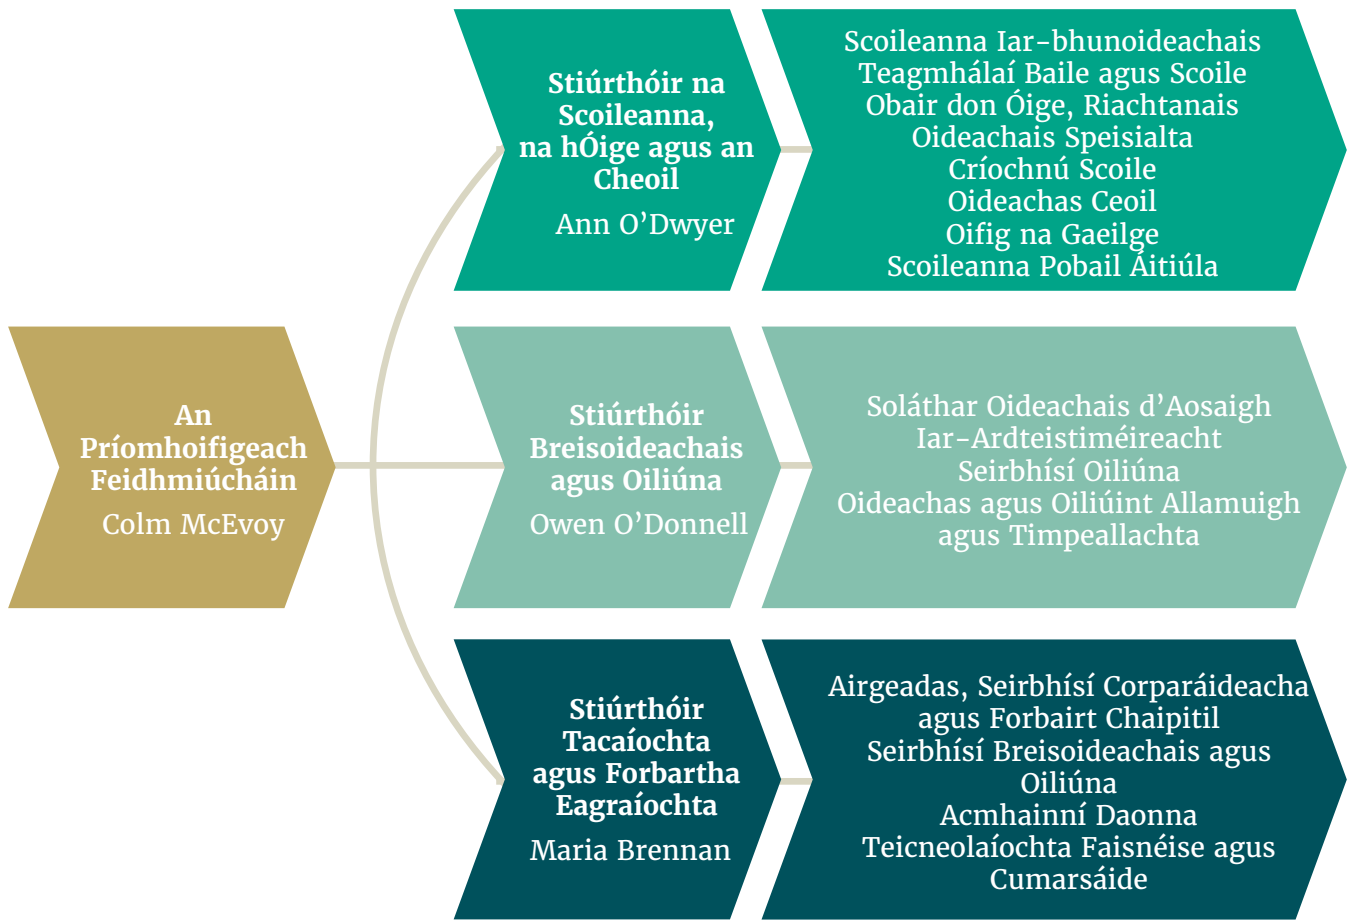 An
Príomhoifigeach
Feidhmiúcháin
Colm McEvoy
Stiúrthóir na
Scoileanna,
na hÓige agus an
Cheoil
Ann O’Dwyer
Scoileanna Iar-bhunoideachais
Teagmhálaí Baile agus Scoile
Obair don Óige, Riachtanais
Oideachais Speisialta
Críochnú Scoile
Oideachas Ceoil
Oifig na Gaeilge
Scoileanna Pobail Áitiúla
Stiúrthóir
Breisoideachais
agus Oiliúna
Owen O’Donnell
Soláthar Oideachais d’Aosaigh
Iar-Ardteistiméireacht
Seirbhísí Oiliúna
Oideachas agus Oiliúint Allamuigh
agus Timpeallachta
Stiúrthóir
Tacaíochta
agus Forbartha
Eagraíochta
Maria Brennan
Airgeadas, Seirbhísí Corparáideacha
agus Forbairt Chaipitil
Seirbhísí Breisoideachais agus
Oiliúna
Acmhainní Daonna
Teicneolaíochta Faisnéise agus
Cumarsáide